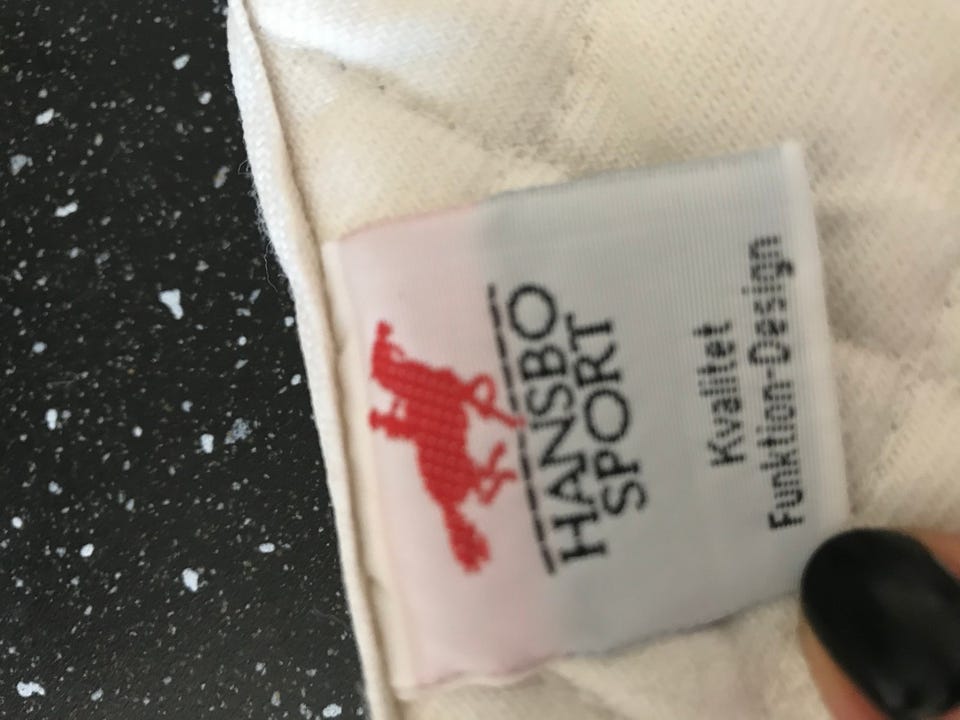 HANSBO
SPORT
Kvalitet
Funktion-Design